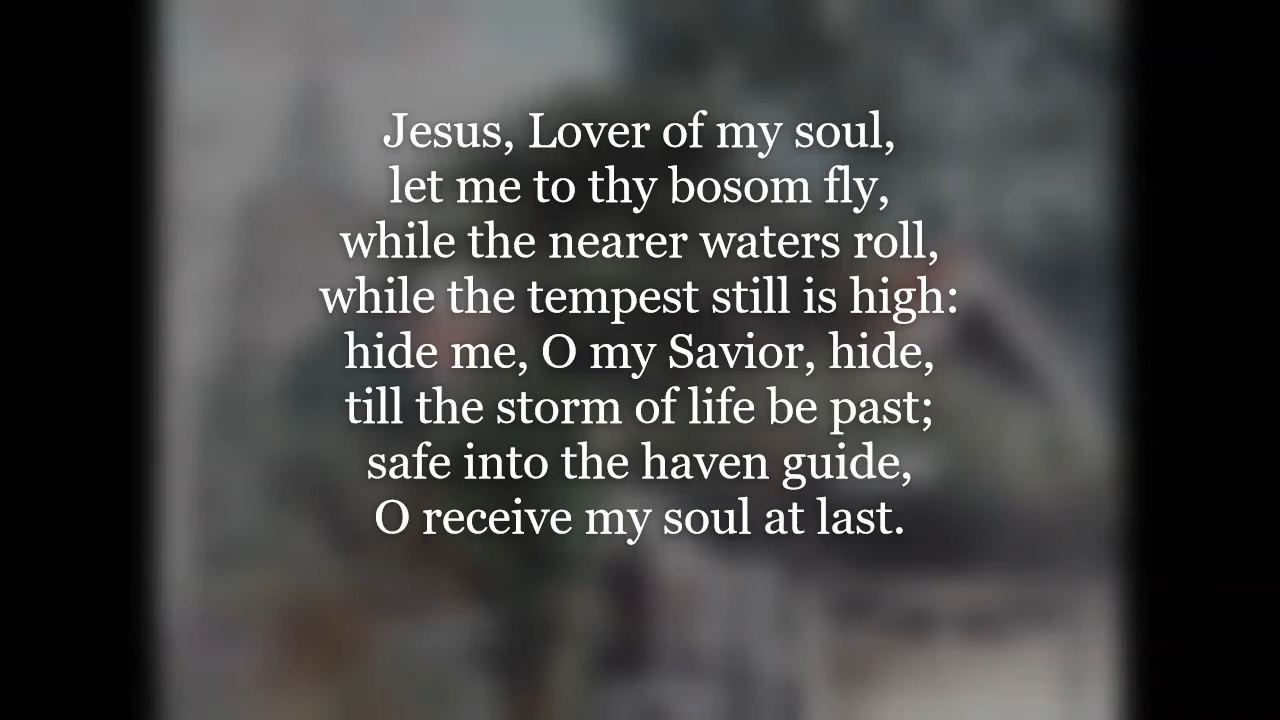 Jesus, Lover of my soul,
let me to thy bosom fly,
while the nearer waters roll,
while the tempest still is high:
hide me, O my Savior, hide,
till the storm of life be past;
safe into the haven guide,
O receive my soul at last.